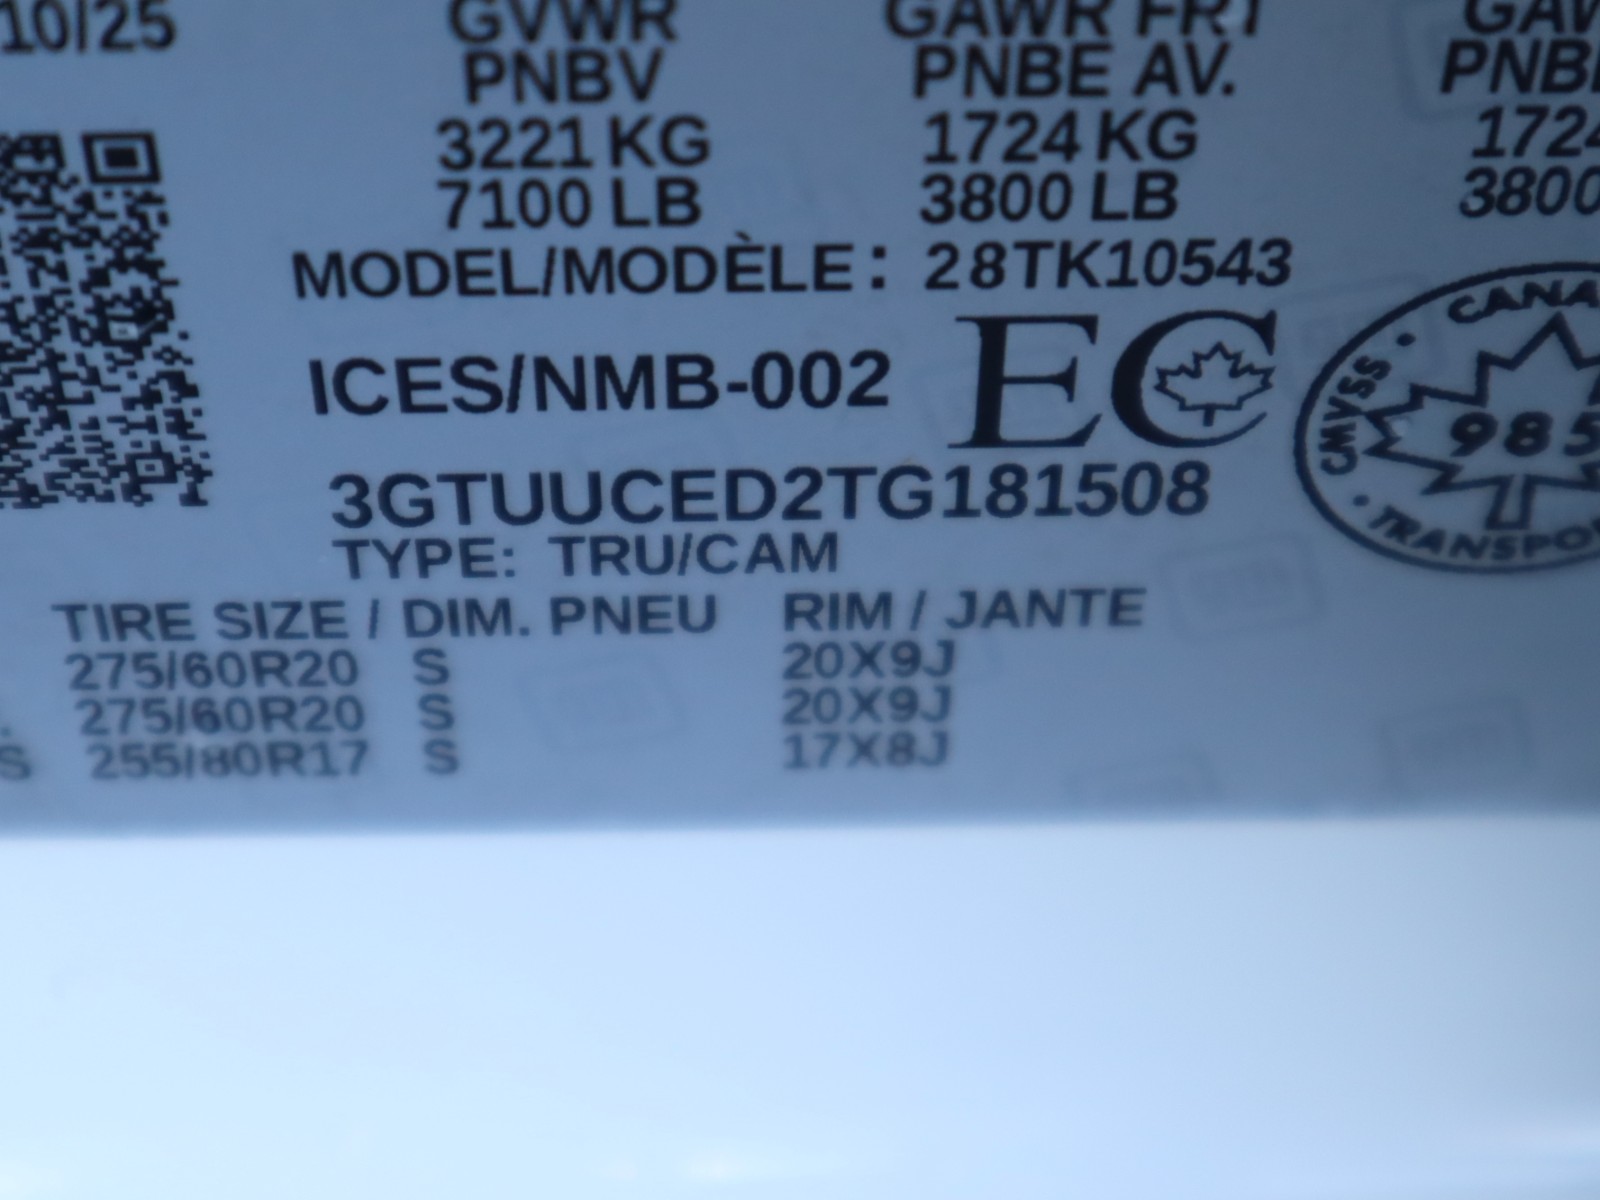 10/25 GVWR GAWR FRT
PNBV PNBE AV.
3221 KG 1724 KG
7100 LB 3800 LB 3800
MODEL/MODÈLE: 28TK10543
ICES/NMB-002 EC
CMVSS
985
3GTUUCED2TG181508
TYPE: TRU/CAM
TIRE SIZE / DIM. PNEU RIM / JANTE
275/60R20 S 20X9J
275/60R20 S 20X9J
S 255/80R17 S 17X8J